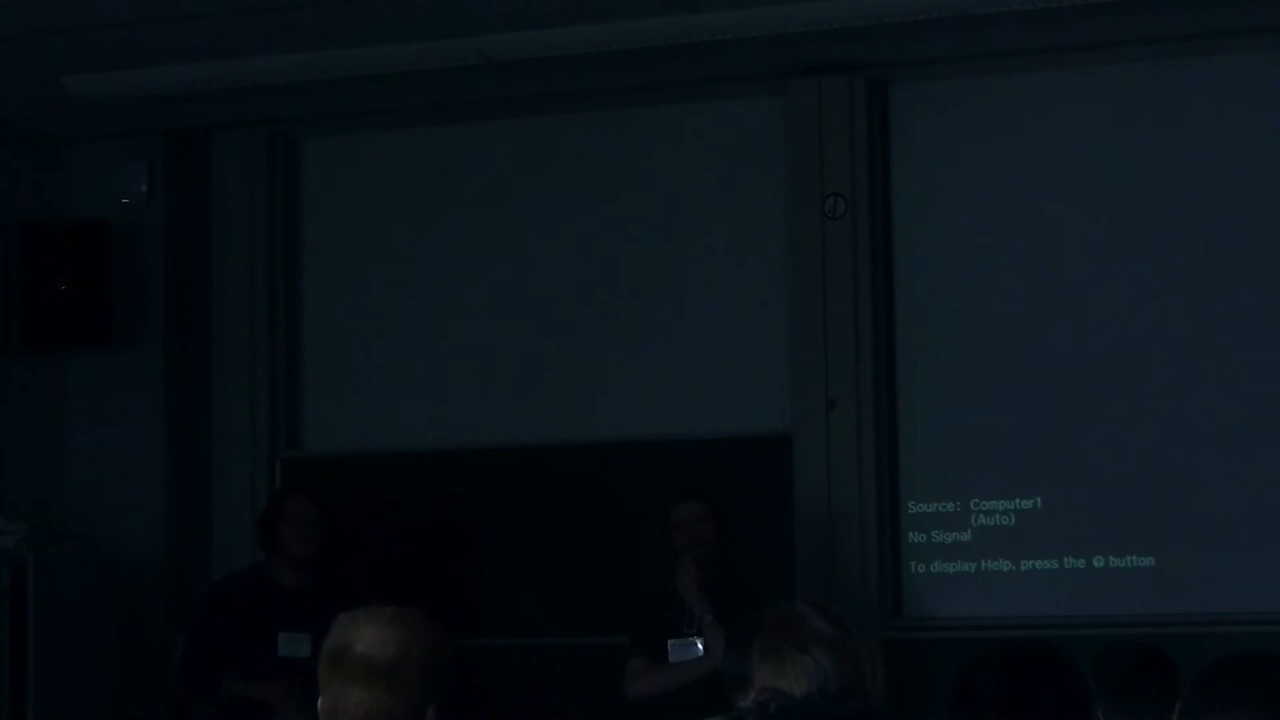 Source: Computer1
(Auto)
No Signal
To display Help, press the ? button